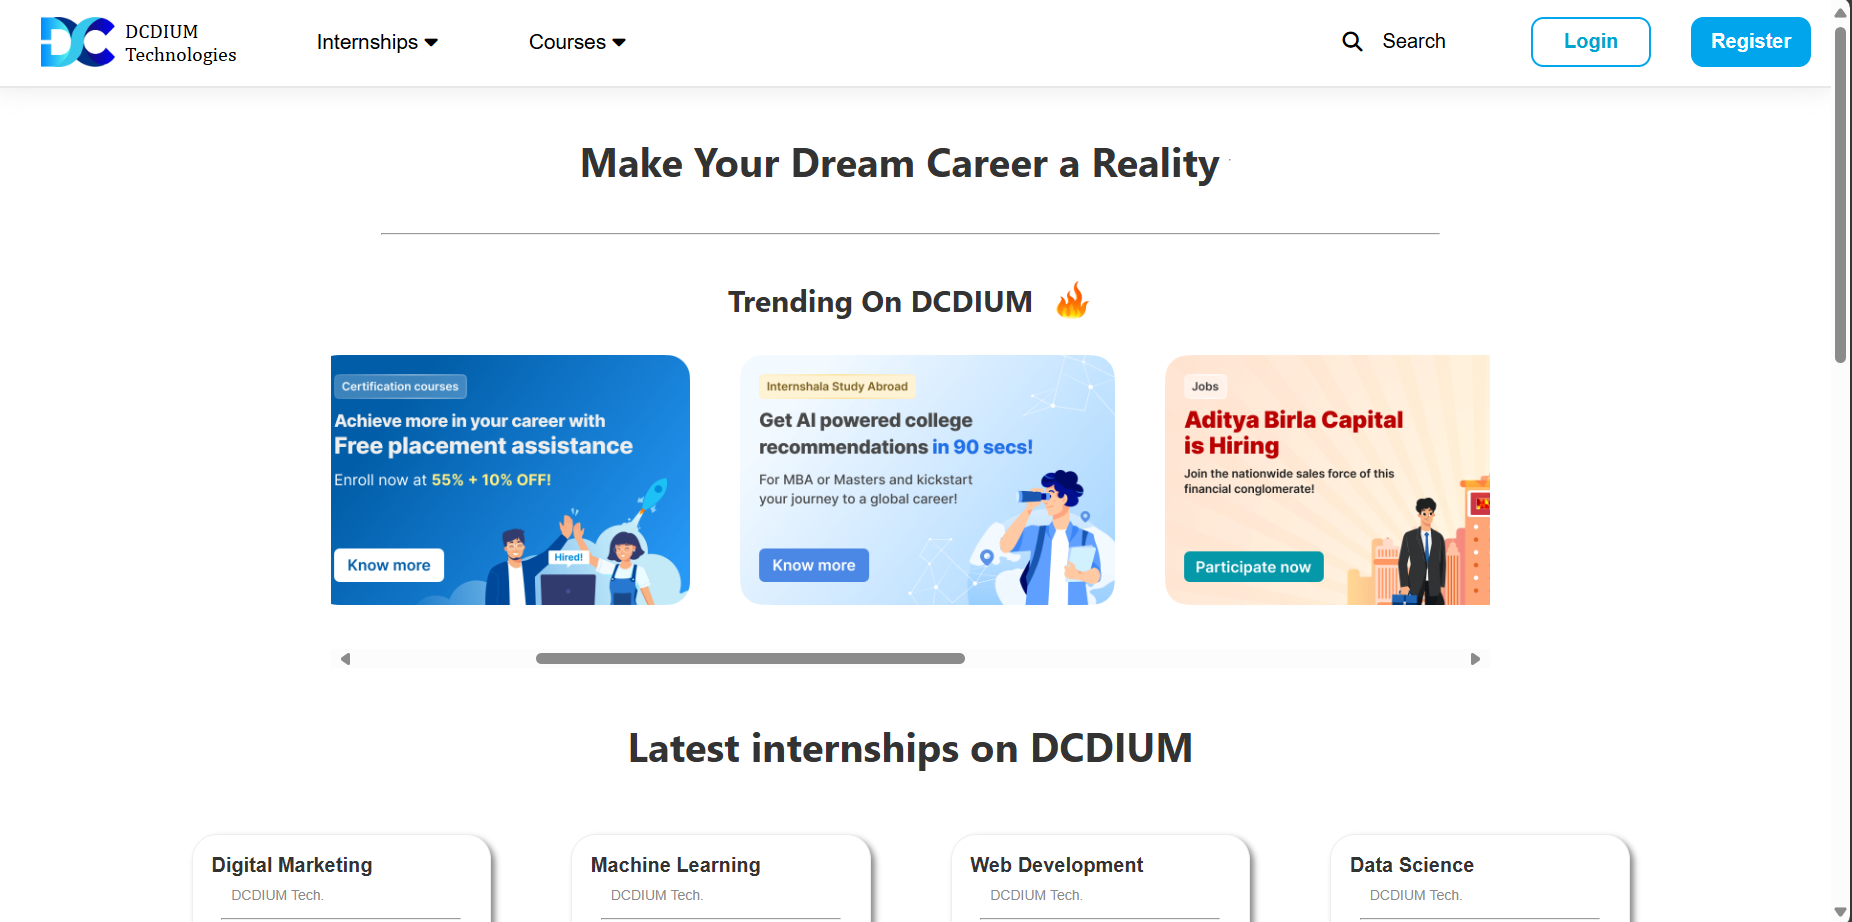 DCDIUM
Technologies
Internships
Courses
Search
Login
Register
Make Your Dream Career a Reality
Trending On DCDIUM
Certification courses
Achieve more in your career with
Free placement assistance
Enroll now at 55% + 10% OFF!
Hired!
Know more
Internshala Study Abroad
Get AI powered college
recommendations in 90 secs!
For MBA or Masters and kickstart
your journey to a global career!
Know more
Jobs
Aditya Birla Capital
is Hiring
Join the nationwide sales force of this
financial conglomerate!
Participate now
Latest internships on DCDIUM
Digital Marketing
DCDIUM Tech.
Machine Learning
DCDIUM Tech.
Web Development
DCDIUM Tech.
Data Science
DCDIUM Tech.